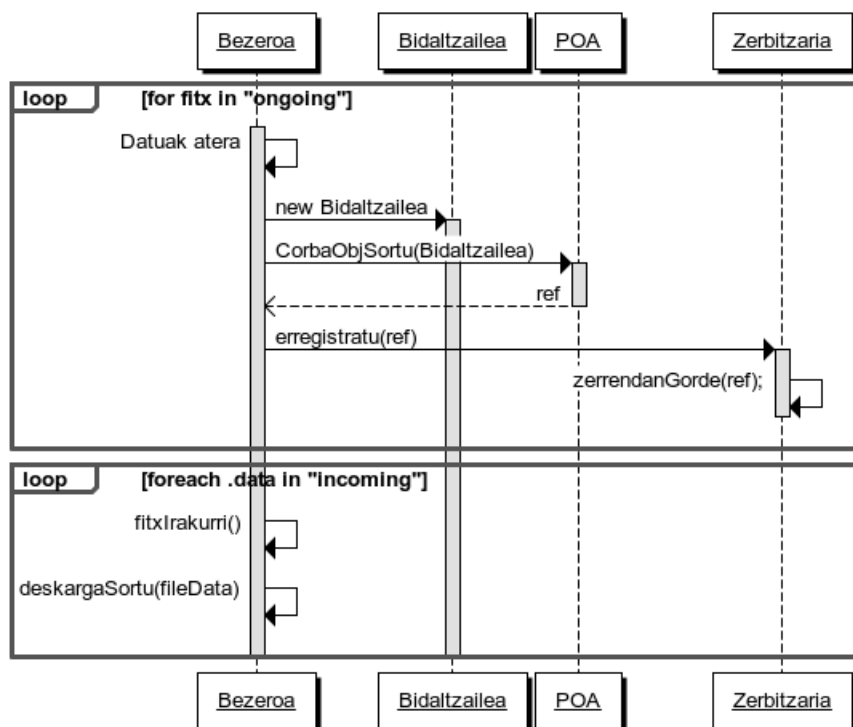 Bezeroa Bidaltzailea POA Zerbitzaria
loop [for fitx in "ongoing"]
Datuak atera
new Bidaltzailea
CorbaObjSortu(Bidaltzailea)
ref
erregistratu(ref)
zerrendanGorde(ref);
loop [foreach .data in "incoming"]
fitxIrakurri()
deskargaSortu(fileData)
Bezeroa Bidaltzailea POA Zerbitzaria